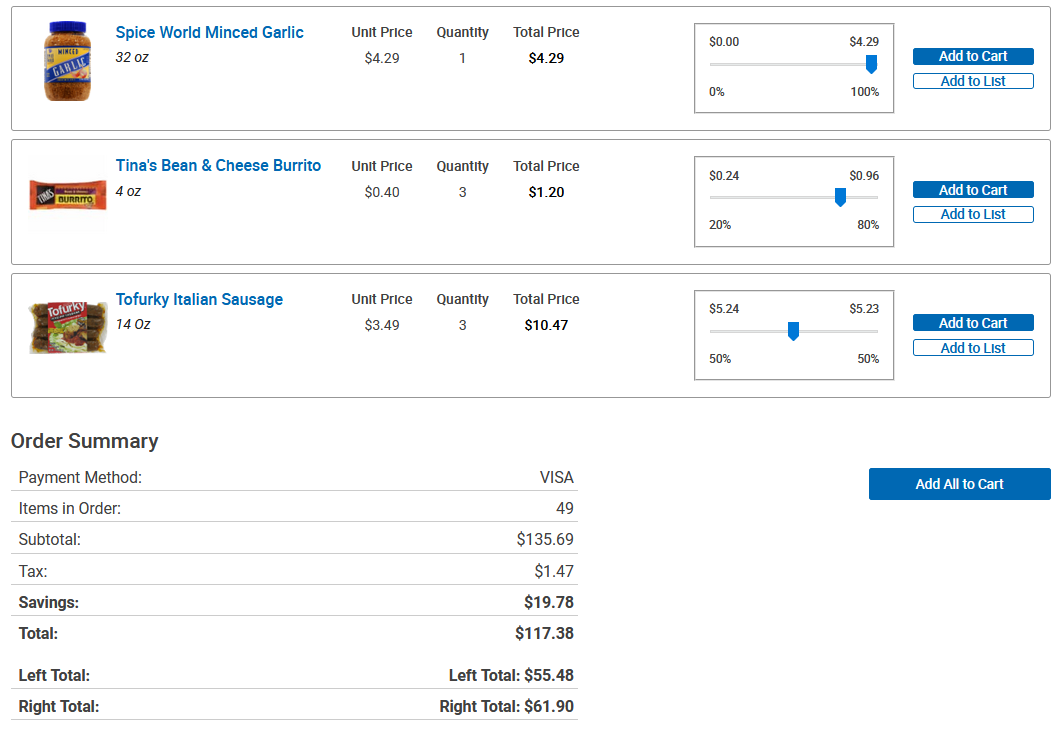 Spice World Minced Garlic Unit Price Quantity Total Price
32 oz $4.29 1 $4.29
$0.00 $4.29
0% 100%
Add to Cart
Add to List
MINCED
GARLIC
Tina's Bean & Cheese Burrito Unit Price Quantity Total Price
4 oz $0.40 3 $1.20
$0.24 $0.96
20% 80%
Add to Cart
Add to List
TINA'S
BURRITO
Tofurky Italian Sausage Unit Price Quantity Total Price
14 Oz $3.49 3 $10.47
$5.24 $5.23
50% 50%
Add to Cart
Add to List
Tofurky
Order Summary
Payment Method: VISA
Add All to Cart
Items in Order: 49
Subtotal: $135.69
Tax: $1.47
Savings: $19.78
Total: $117.38
Left Total: Left Total: $55.48
Right Total: Right Total: $61.90